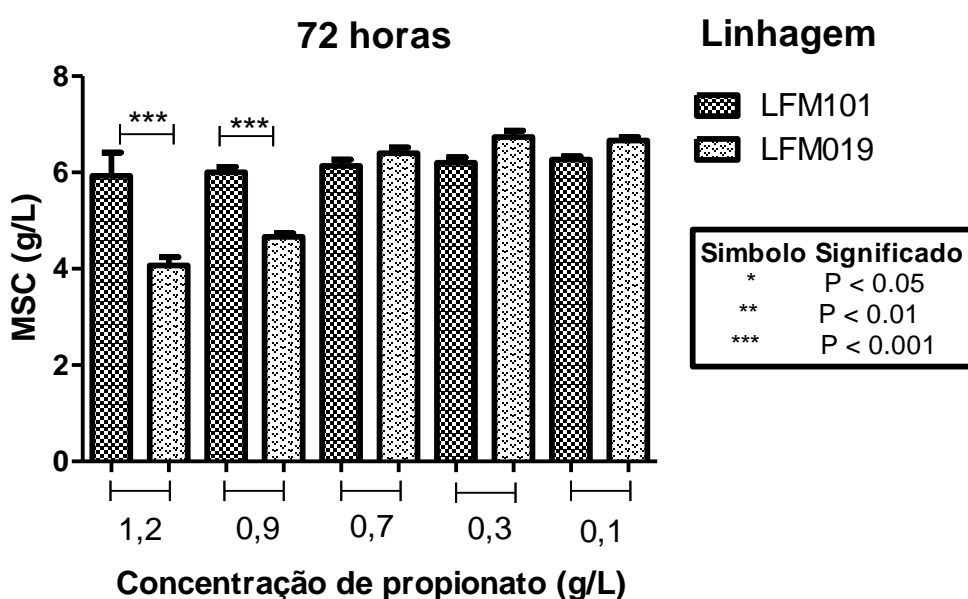 72 horas
Linhagem
LFM101
LFM019
Simbolo Significado
* P < 0.05
** P < 0.01
*** P < 0.001
MSC (g/L)
8
6
4
2
0
*** ***
1,2 0,9 0,7 0,3 0,1
Concentração de propionato (g/L)